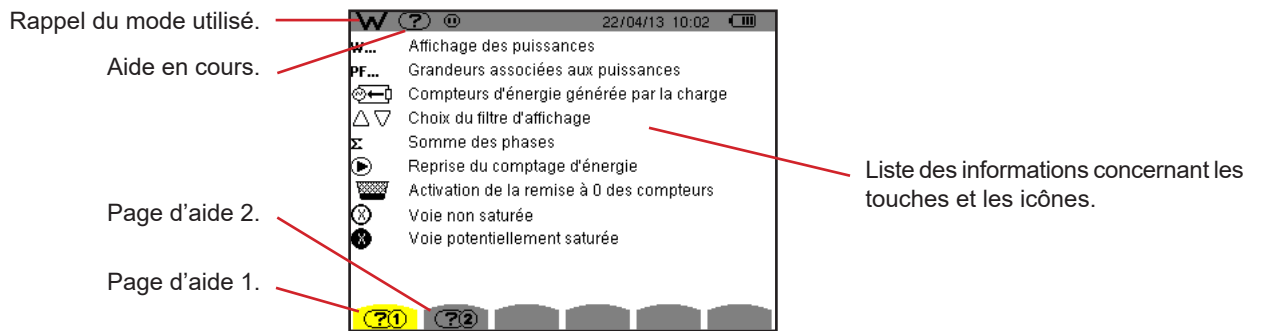 Rappel du mode utilisé.
W ? 22/04/13 10:02
Aide en cours.
W... Affichage des puissances
PF... Grandeurs associées aux puissances
Compteurs d'énergie générée par la charge
Choix du filtre d'affichage
Σ Somme des phases
Reprise du comptage d'énergie
Activation de la remise à 0 des compteurs
X Voie non saturée
X Voie potentiellement saturée
Liste des informations concernant les
touches et les icônes.
Page d'aide 2.
Page d'aide 1.
?1 ?2